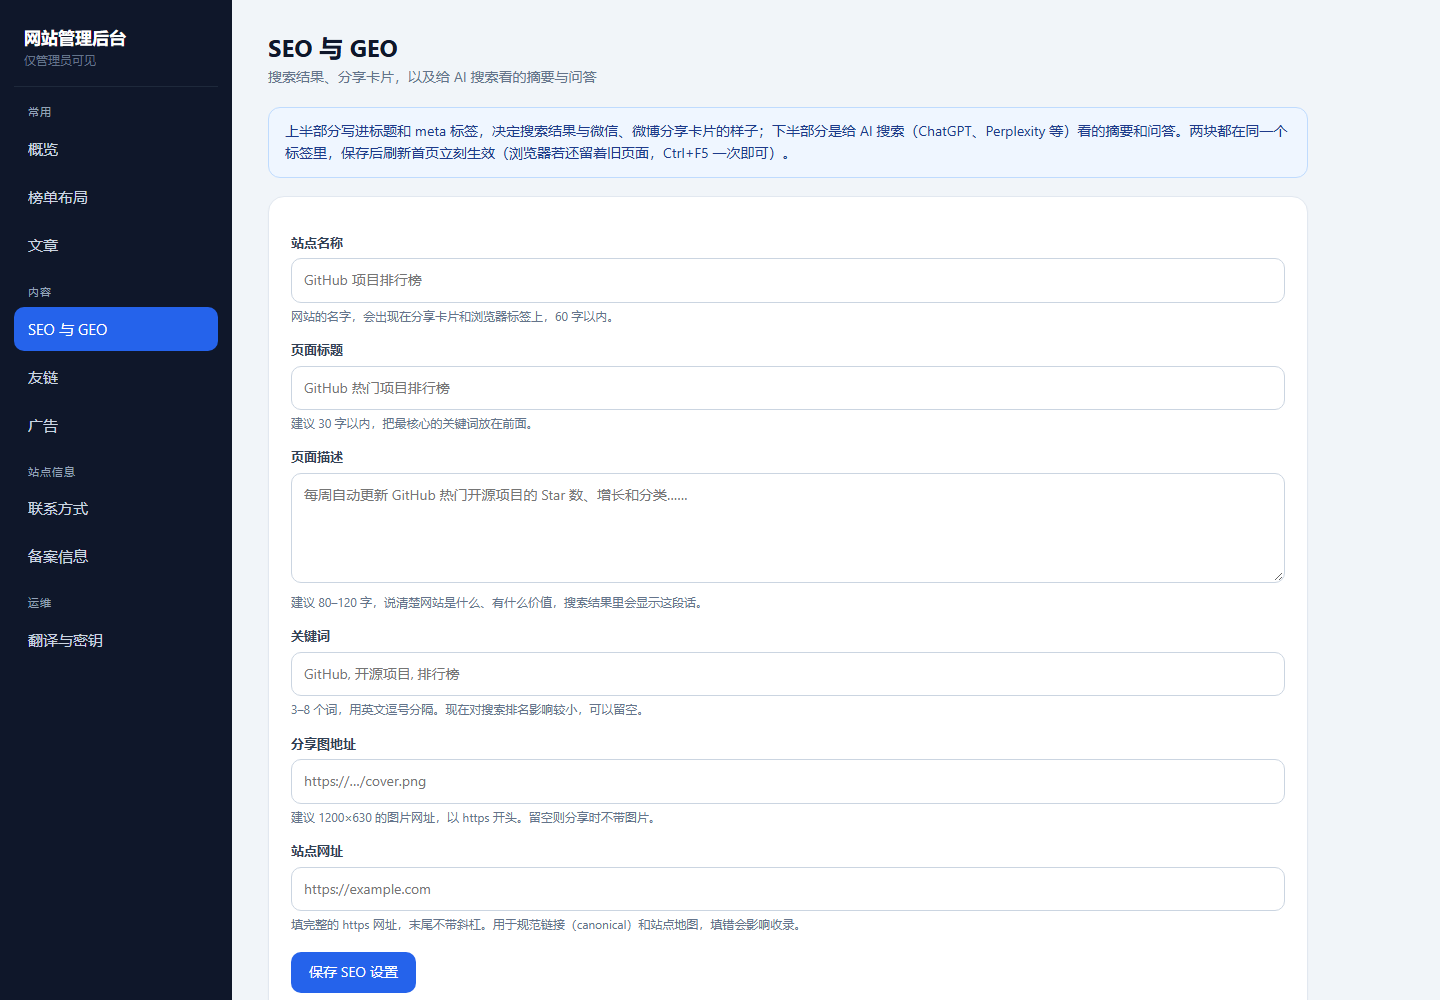 网站管理后台
仅管理员可见
常用
概览
榜单布局
文章
内容
SEO 与 GEO
友链
广告
站点信息
联系方式
备案信息
运维
翻译与密钥
SEO 与 GEO
搜索结果、分享卡片，以及给 AI 搜索看的摘要与问答
上半部分写进标题和 meta 标签，决定搜索结果与微信、微博分享卡片的样子；下半部分是给 AI 搜索（ChatGPT、Perplexity 等）看的摘要和问答。两块都在同一个
标签里，保存后刷新首页立刻生效（浏览器若还留着旧页面，Ctrl+F5 一次即可）。
站点名称
GitHub 项目排行榜
网站的名字，会出现在分享卡片和浏览器标签上，60 字以内。
页面标题
GitHub 热门项目排行榜
建议 30 字以内，把最核心的关键词放在前面。
页面描述
每周自动更新 GitHub 热门开源项目的 Star 数、增长和分类……
建议 80–120 字，说清楚网站是什么、有什么价值，搜索结果里会显示这段话。
关键词
GitHub, 开源项目, 排行榜
3–8 个词，用英文逗号分隔。现在对搜索排名影响较小，可以留空。
分享图地址
https://…/cover.png
建议 1200×630 的图片网址，以 https 开头。留空则分享时不带图片。
站点网址
https://example.com
填完整的 https 网址，末尾不带斜杠。用于规范链接（canonical）和站点地图，填错会影响收录。
保存 SEO 设置